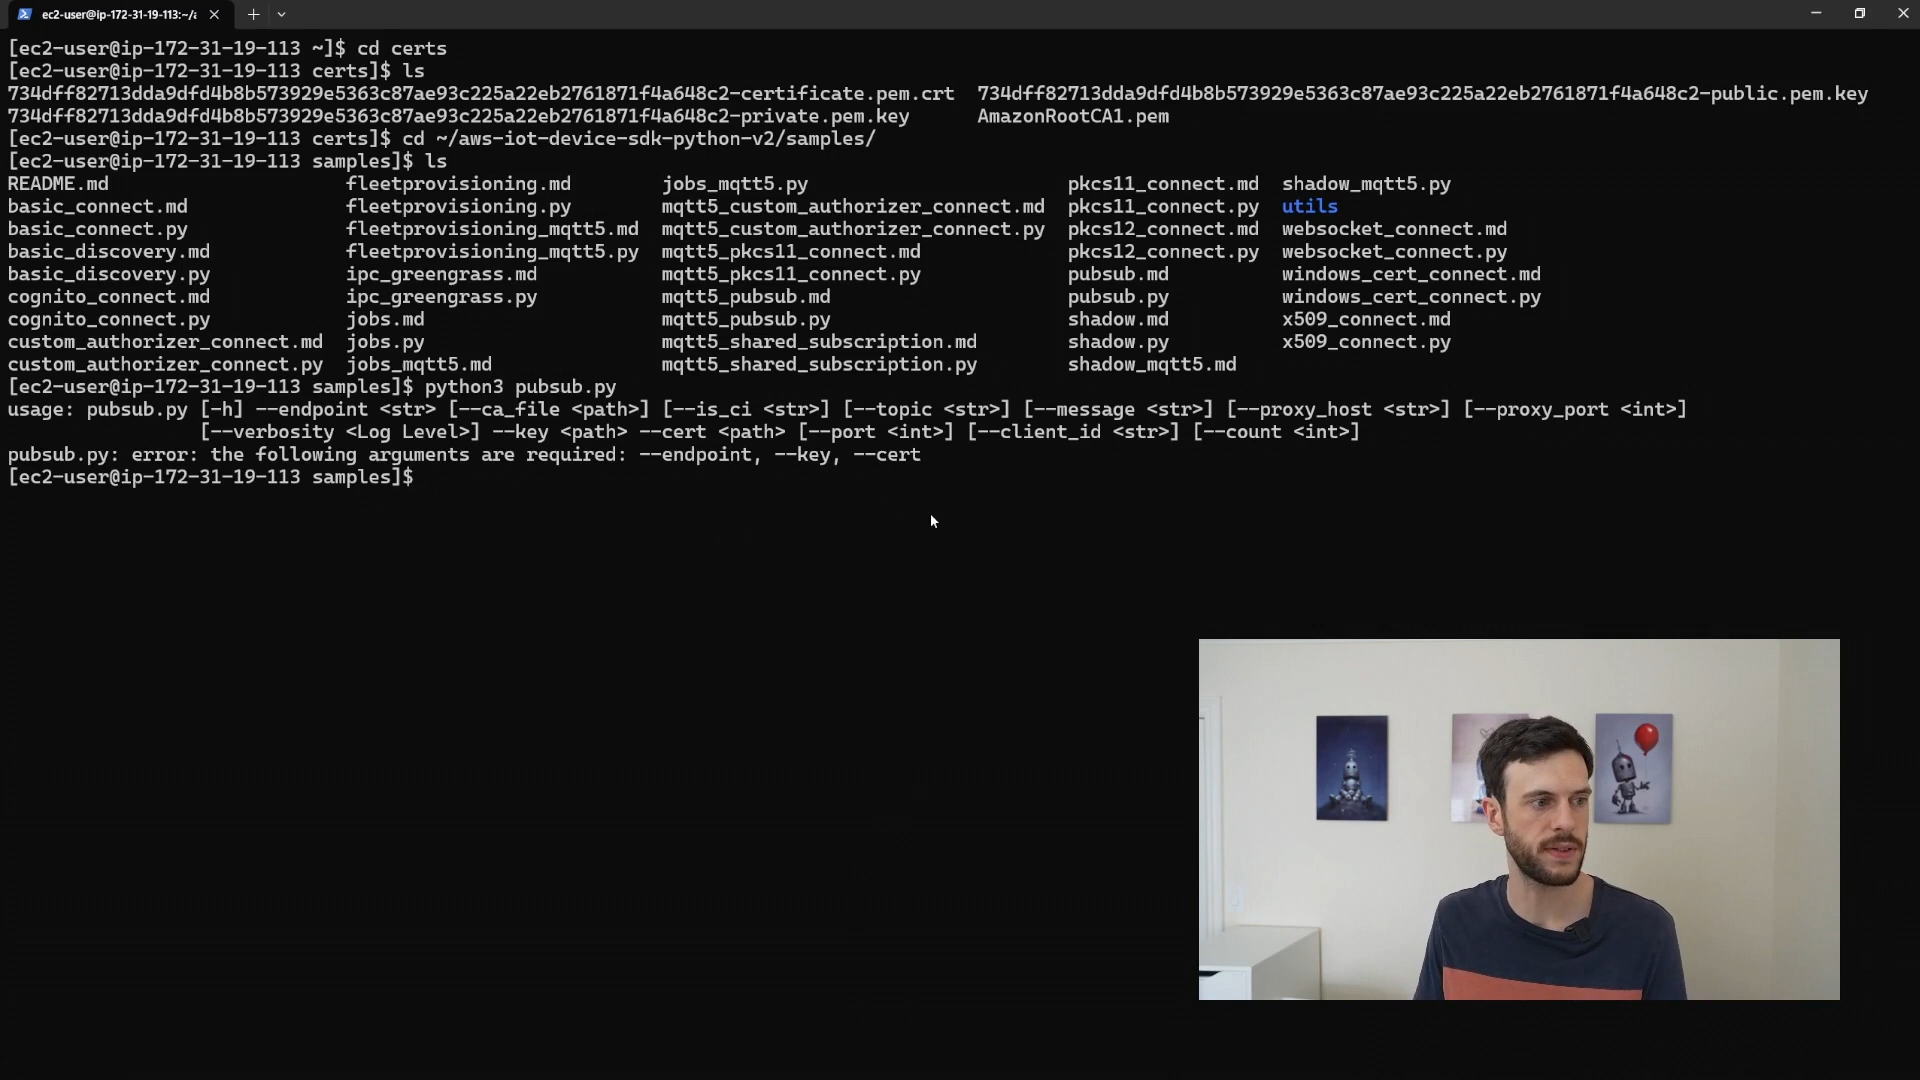 ec2-user@ip-172-31-19-113:~/a
[ec2-user@ip-172-31-19-113 ~]$ cd certs
[ec2-user@ip-172-31-19-113 certs]$ ls
734dff82713dda9dfd4b8b573929e5363c87ae93c225a22eb2761871f4a648c2-certificate.pem.crt  734dff82713dda9dfd4b8b573929e5363c87ae93c225a22eb2761871f4a648c2-public.pem.key
734dff82713dda9dfd4b8b573929e5363c87ae93c225a22eb2761871f4a648c2-private.pem.key      AmazonRootCA1.pem
[ec2-user@ip-172-31-19-113 certs]$ cd ~/aws-iot-device-sdk-python-v2/samples/
[ec2-user@ip-172-31-19-113 samples]$ ls
README.md                     fleetprovisioning.md        jobs_mqtt5.py                       pkcs11_connect.md  shadow_mqtt5.py
basic_connect.md              fleetprovisioning.py        mqtt5_custom_authorizer_connect.md  pkcs11_connect.py  utils
basic_connect.py              fleetprovisioning_mqtt5.md  mqtt5_custom_authorizer_connect.py  pkcs12_connect.md  websocket_connect.md
basic_discovery.md            fleetprovisioning_mqtt5.py  mqtt5_pkcs11_connect.md             pkcs12_connect.py  websocket_connect.py
basic_discovery.py            ipc_greengrass.md           mqtt5_pkcs11_connect.py             pubsub.md          windows_cert_connect.md
cognito_connect.md            ipc_greengrass.py           mqtt5_pubsub.md                     pubsub.py          windows_cert_connect.py
cognito_connect.py            jobs.md                     mqtt5_pubsub.py                     shadow.md          x509_connect.md
custom_authorizer_connect.md  jobs.py                     mqtt5_shared_subscription.md        shadow.py          x509_connect.py
custom_authorizer_connect.py  jobs_mqtt5.md               mqtt5_shared_subscription.py        shadow_mqtt5.md
[ec2-user@ip-172-31-19-113 samples]$ python3 pubsub.py
usage: pubsub.py [-h] --endpoint <str> [--ca_file <path>] [--is_ci <str>] [--topic <str>] [--message <str>] [--proxy_host <str>] [--proxy_port <int>]
[--verbosity <Log Level>] --key <path> --cert <path> [--port <int>] [--client_id <str>] [--count <int>]
pubsub.py: error: the following arguments are required: --endpoint, --key, --cert
[ec2-user@ip-172-31-19-113 samples]$